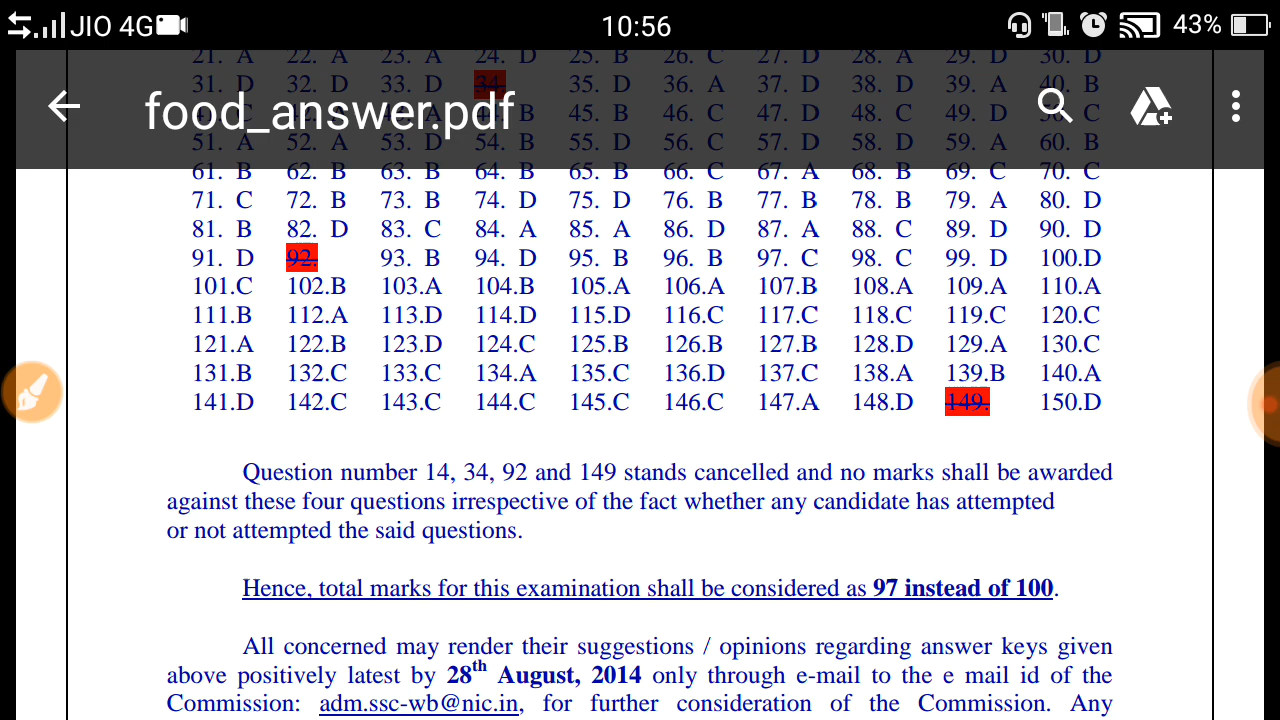 JIO 4G 10:56 43%
21. A 22. A 23. A 24. D 25. B 26. C 27. D 28. A 29. D 30. D
31. D 32. D 33. D 34. 35. D 36. A 37. D 38. D 39. A 40. B
food_answer.pdf
B 45. B 46. C 47. D 48. C 49. D C
51. A 52. A 53. D 54. B 55. D 56. C 57. D 58. D 59. A 60. B
61. B 62. B 63. B 64. B 65. B 66. C 67. A 68. B 69. C 70. C
71. C 72. B 73. B 74. D 75. D 76. B 77. B 78. B 79. A 80. D
81. B 82. D 83. C 84. A 85. A 86. D 87. A 88. C 89. D 90. D
91. D 92. 93. B 94. D 95. B 96. B 97. C 98. C 99. D 100.D
101.C 102.B 103.A 104.B 105.A 106.A 107.B 108.A 109.A 110.A
111.B 112.A 113.D 114.D 115.D 116.C 117.C 118.C 119.C 120.C
121.A 122.B 123.D 124.C 125.B 126.B 127.B 128.D 129.A 130.C
131.B 132.C 133.C 134.A 135.C 136.D 137.C 138.A 139.B 140.A
141.D 142.C 143.C 144.C 145.C 146.C 147.A 148.D 149. 150.D
Question number 14, 34, 92 and 149 stands cancelled and no marks shall be awarded
against these four questions irrespective of the fact whether any candidate has attempted
or not attempted the said questions.
Hence, total marks for this examination shall be considered as 97 instead of 100.
All concerned may render their suggestions / opinions regarding answer keys given
above positively latest by 28th August, 2014 only through e-mail to the e mail id of the
Commission: adm.ssc-wb@nic.in, for further consideration of the Commission. Any